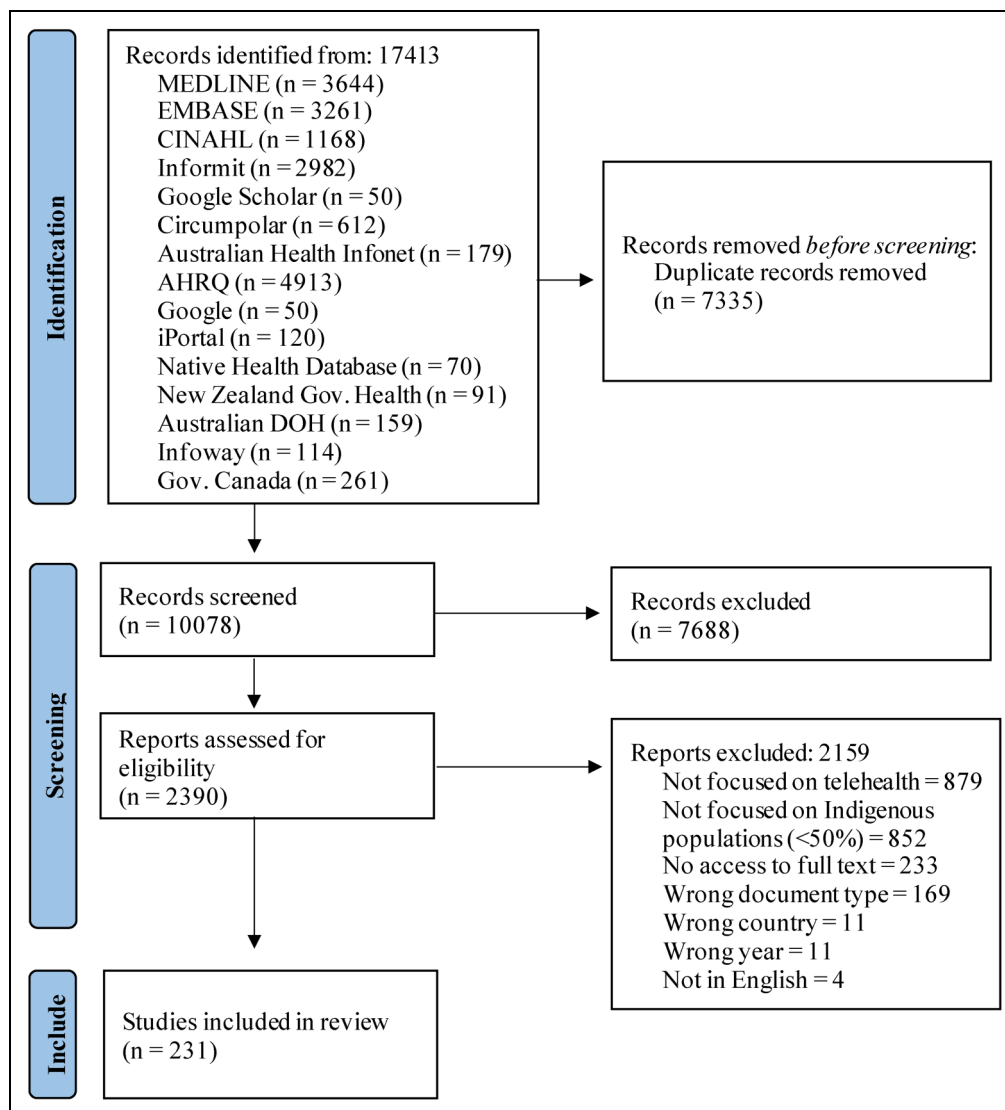 Identification
Records identified from: 17413
MEDLINE (n = 3644)
EMBASE (n = 3261)
CINAHL (n = 1168)
Informit (n = 2982)
Google Scholar (n = 50)
Circumpolar (n = 612)
Australian Health Infonet (n = 179)
AHRQ (n = 4913)
Google (n = 50)
iPortal (n = 120)
Native Health Database (n = 70)
New Zealand Gov. Health (n = 91)
Australian DOH (n = 159)
Infoway (n = 114)
Gov. Canada (n = 261)
Records removed before screening:
Duplicate records removed
(n = 7335)
Screening
Records screened
(n = 10078)
Records excluded
(n = 7688)
Reports assessed for
eligibility
(n = 2390)
Reports excluded: 2159
Not focused on telehealth = 879
Not focused on Indigenous
populations (<50%) = 852
No access to full text = 233
Wrong document type = 169
Wrong country = 11
Wrong year = 11
Not in English = 4
Include
Studies included in review
(n = 231)